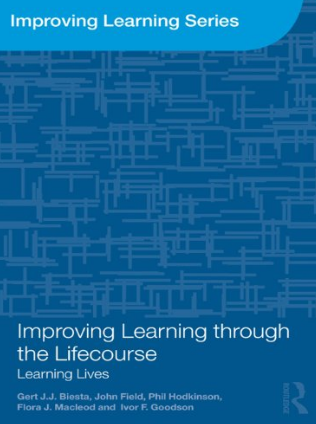 Improving Learning Series
Improving Learning through
the Lifecourse
Learning Lives
Gert J.J. Biesta, John Field, Phil Hodkinson,
Flora J. Macleod and Ivor F. Goodson
ROUTLEDGE